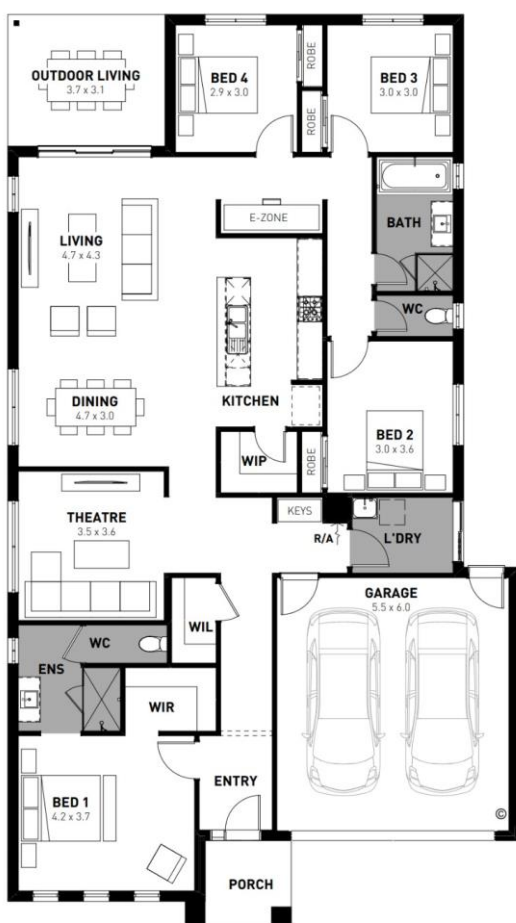 OUTDOOR LIVING
3.7 x 3.1
BED 4
2.9 x 3.0
ROBE
ROBE
BED 3
3.0 x 3.0
E-ZONE
BATH
LIVING
4.7 x 4.3
WC
DINING
4.7 x 3.0
KITCHEN
WIP
ROBE
BED 2
3.0 x 3.6
THEATRE
3.5 x 3.6
KEYS
R/A
L'DRY
GARAGE
5.5 x 6.0
WIL
WC
ENS
WIR
BED 1
4.2 x 3.7
ENTRY
©
PORCH